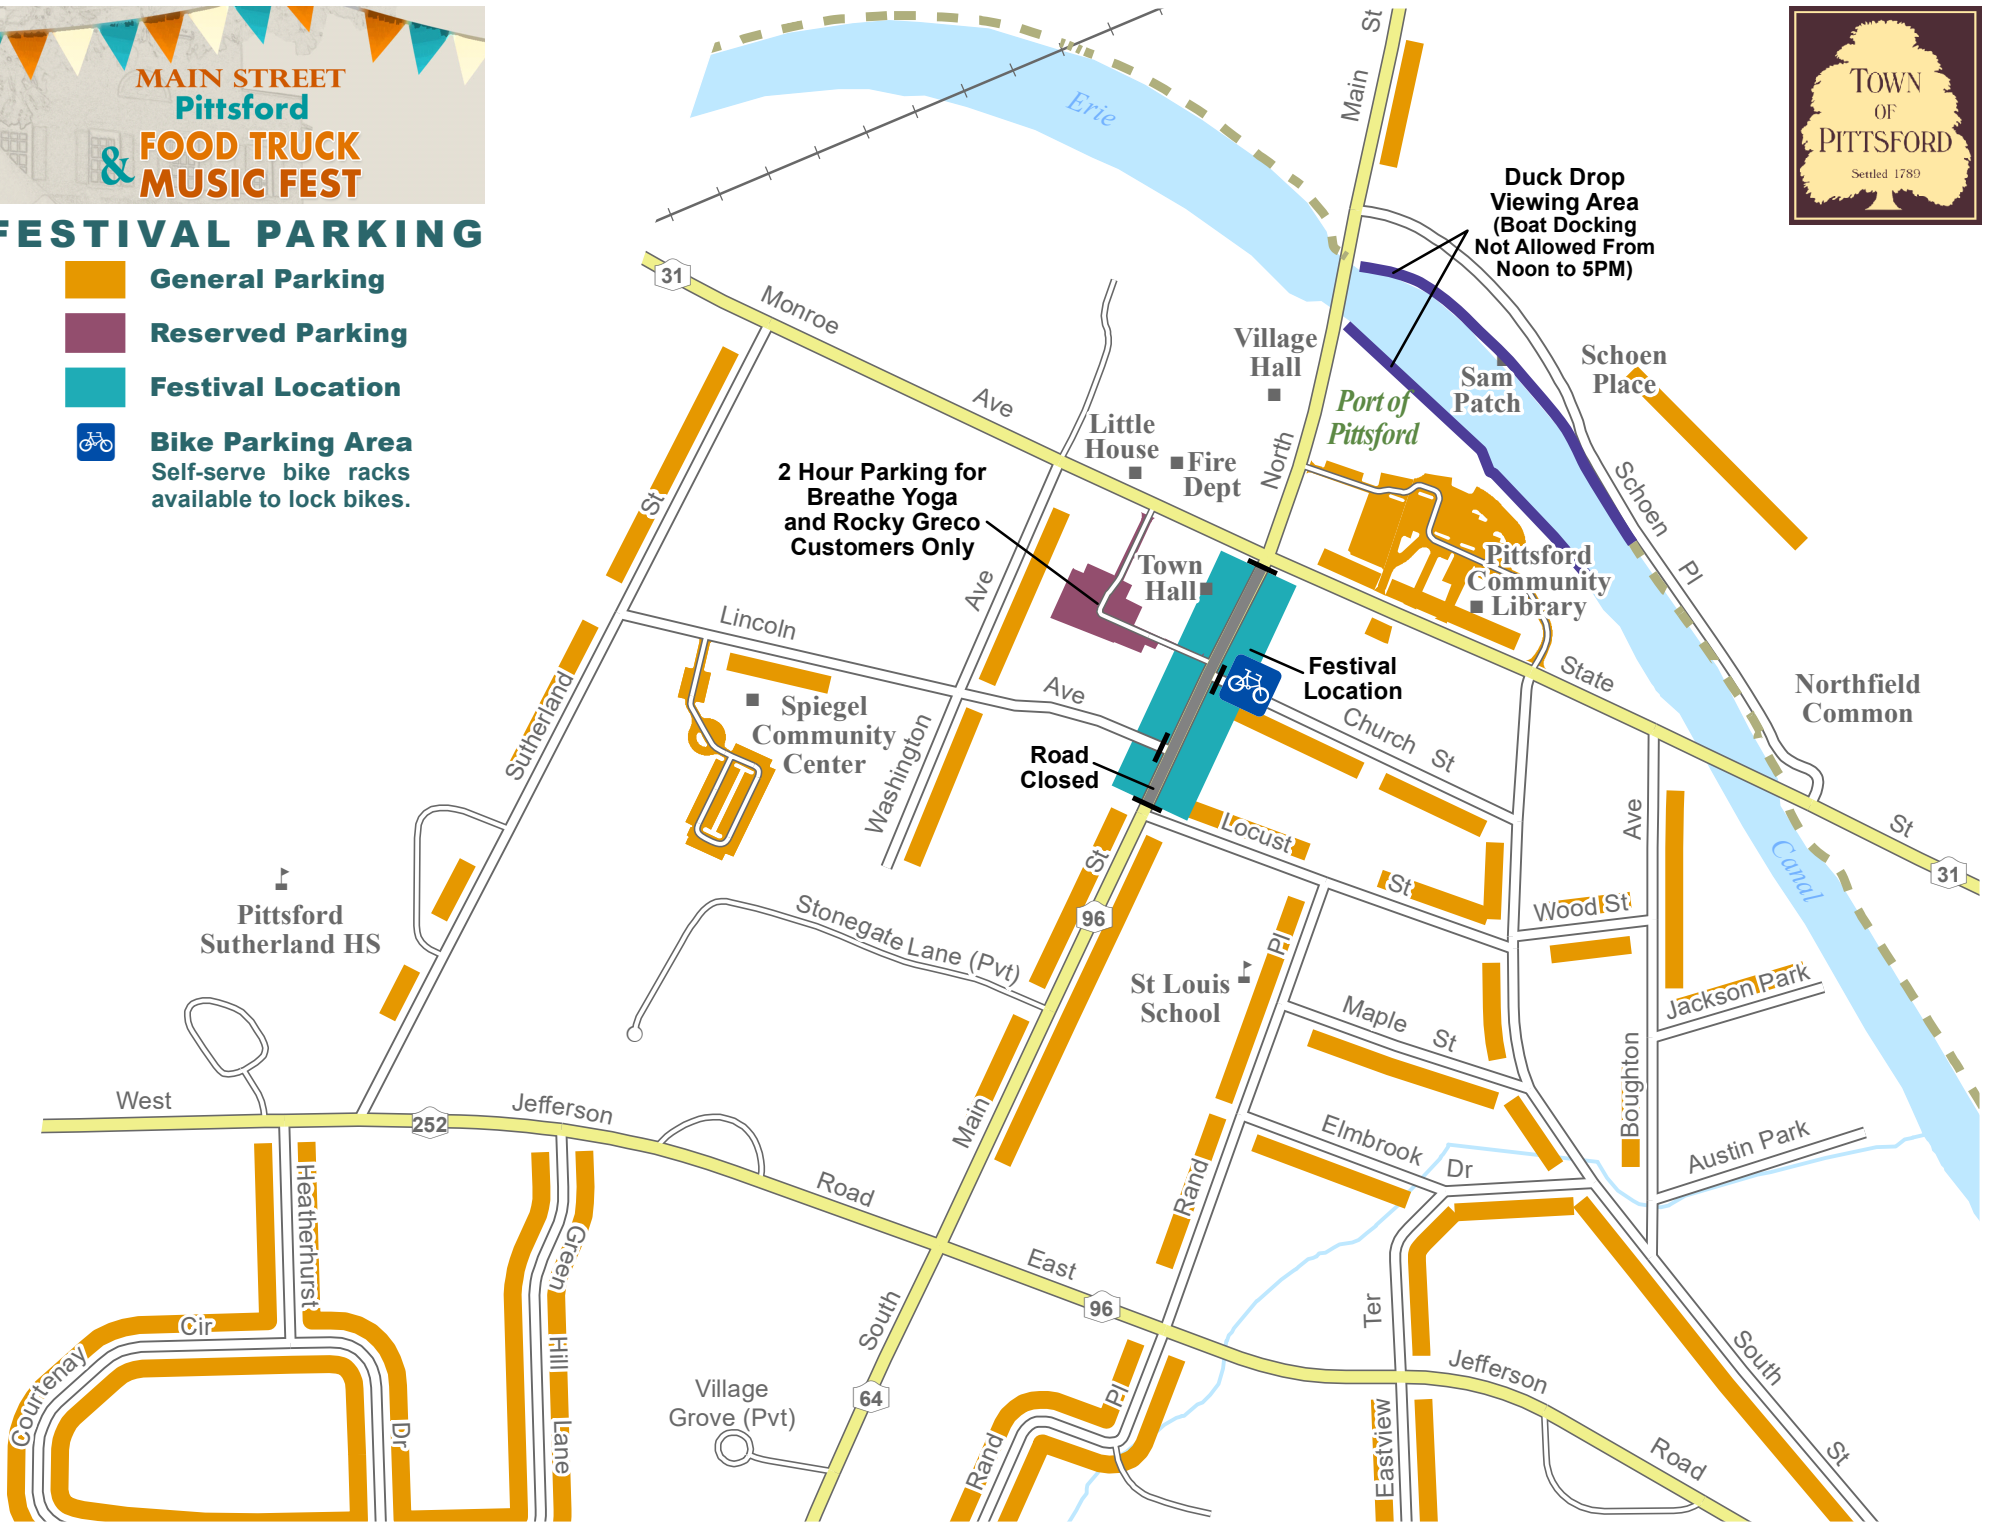 MAIN STREET
Pittsford
FOOD TRUCK
& MUSIC FEST
FESTIVAL PARKING
General Parking
Reserved Parking
Festival Location
Bike Parking Area
Self-serve bike racks
available to lock bikes.
TOWN
OF
PITTSFORD
Settled 1789
Main
St
Erie
Duck Drop
Viewing Area
(Boat Docking
Not Allowed From
Noon to 5PM)
31
Monroe
Ave
Village
Hall
Port of
Pittsford
Sam
Patch
Schoen
Place
Little
House
Fire
Dept
North
Schoen
Pl
2 Hour Parking for
Breathe Yoga
and Rocky Greco
Customers Only
St
Ave
Town
Hall
Pittsford
Community
Library
Lincoln
Ave
Festival
Location
State
Northfield
Common
Sutherland
Spiegel
Community
Center
Washington
Road
Closed
Church
St
Locust
St
Ave
St
31
Canal
St
Pittsford
Sutherland HS
Stonegate Lane (Pvt)
96
Wood St
Pl
St Louis
School
Jackson Park
Maple
St
Boughton
West
252
Jefferson
Main
Elmbrook
Dr
Austin Park
Heatherhurst
Green
Road
Rand
East
96
Cir
Courtenay
Dr
Hill
Lane
South
Ter
Jefferson
South
St
Village
Grove (Pvt)
64
Pl
Rand
Eastview
Road